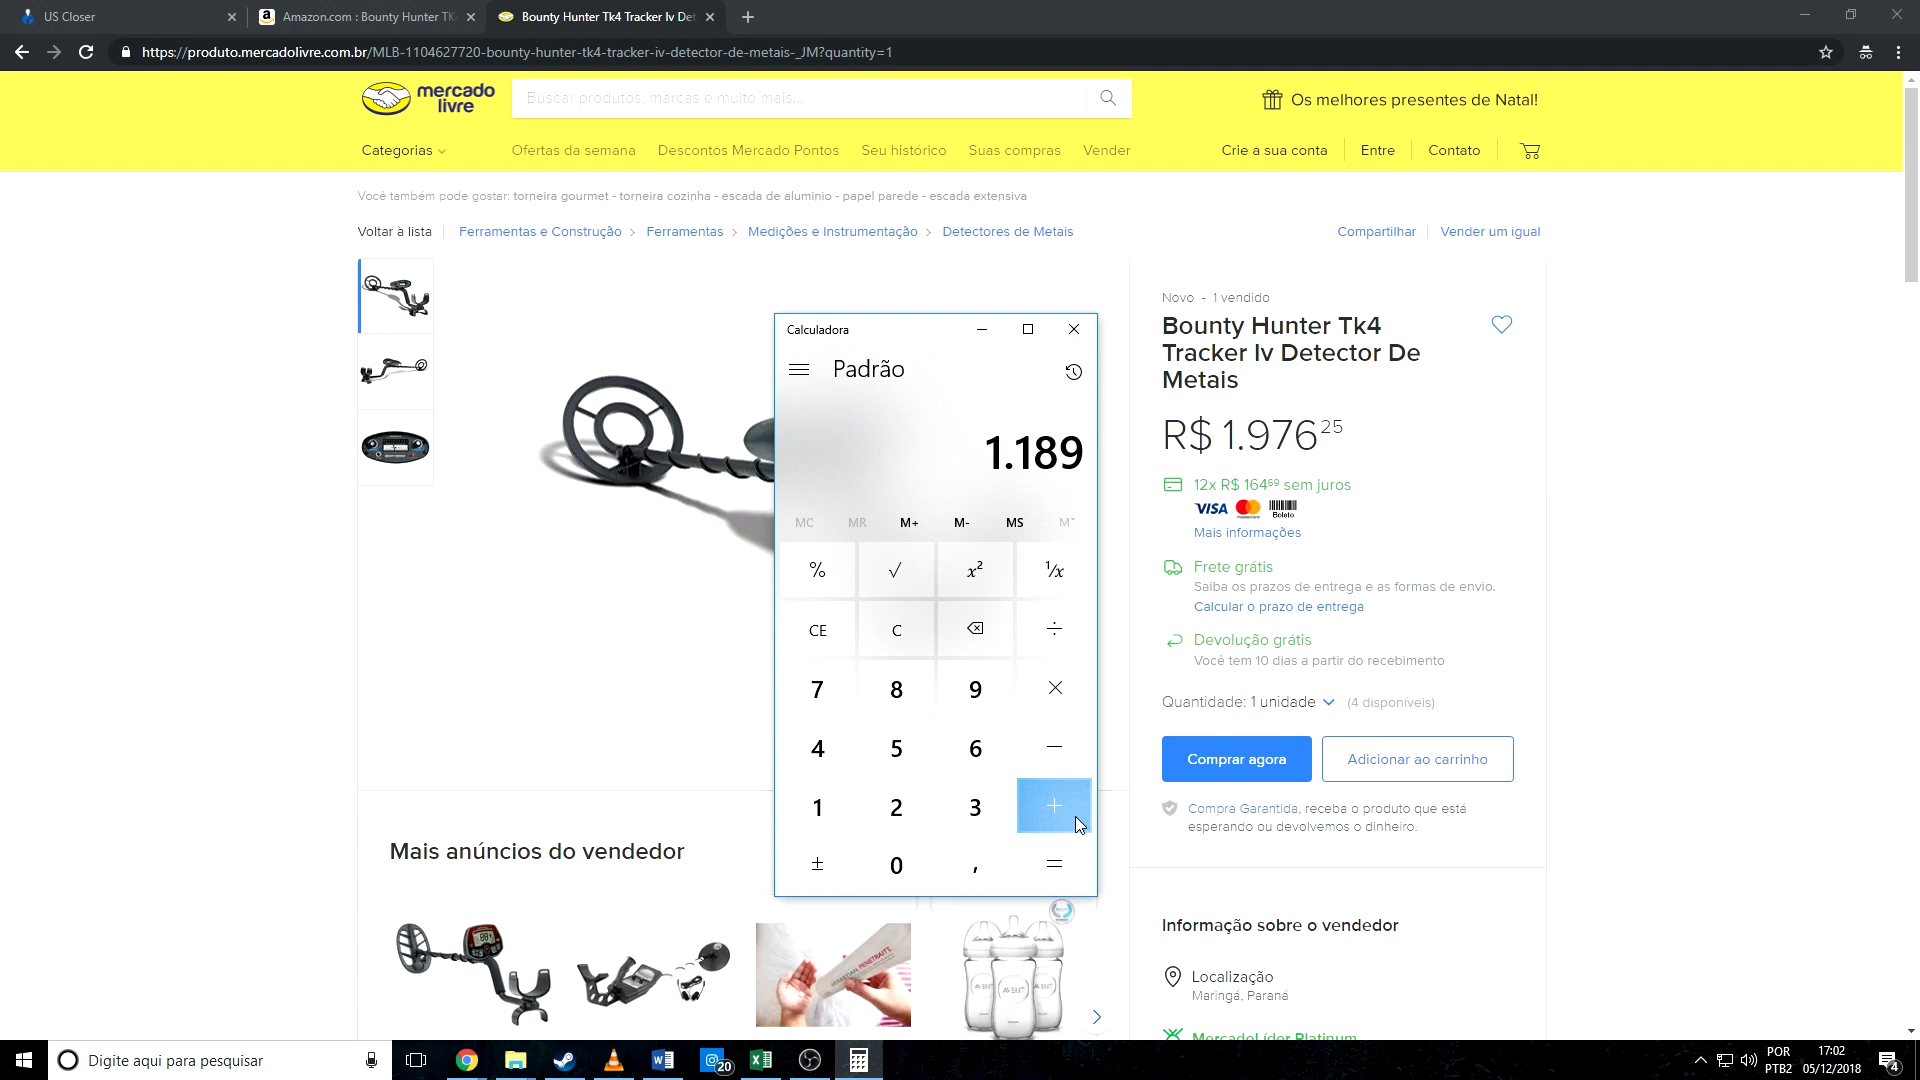 US Closer
Amazon.com : Bounty Hunter TK
Bounty Hunter Tk4 Tracker Iv Det
https://produto.mercadolivre.com.br/MLB-1104627720-bounty-hunter-tk4-tracker-iv-detector-de-metais-_JM?quantity=1
mercado
livre
Buscar produtos, marcas e muito mais...
Os melhores presentes de Natal!
Categorias
Ofertas da semana
Descontos Mercado Pontos
Seu histórico
Suas compras
Vender
Crie a sua conta
Entre
Contato
Você também pode gostar: torneira gourmet - torneira cozinha - escada de aluminio - papel parede - escada extensiva
Voltar à lista
Ferramentas e Construção > Ferramentas > Medições e Instrumentação > Detectores de Metais
Compartilhar
Vender um igual
Novo - 1 vendido
Bounty Hunter Tk4
Tracker Iv Detector De
Metais
R$ 1.976 25
12x R$ 164 69 sem juros
VISA
Boleto
Mais informações
Frete grátis
Saiba os prazos de entrega e as formas de envio.
Calcular o prazo de entrega
Devolução grátis
Você tem 10 dias a partir do recebimento
Quantidade: 1 unidade (4 disponíveis)
Comprar agora
Adicionar ao carrinho
Compra Garantida, receba o produto que está
esperando ou devolvemos o dinheiro.
Informação sobre o vendedor
Localização
Maringá, Paraná
MercadoLíder Platinum
Calculadora
Padrão
1.189
MC MR M+ M- MS M˅
% √ x² ¹/x
CE C ÷
7 8 9 ×
4 5 6 −
1 2 3 +
± 0 , =
Mais anúncios do vendedor
Digite aqui para pesquisar
20
POR
PTB2
17:02
05/12/2018
4